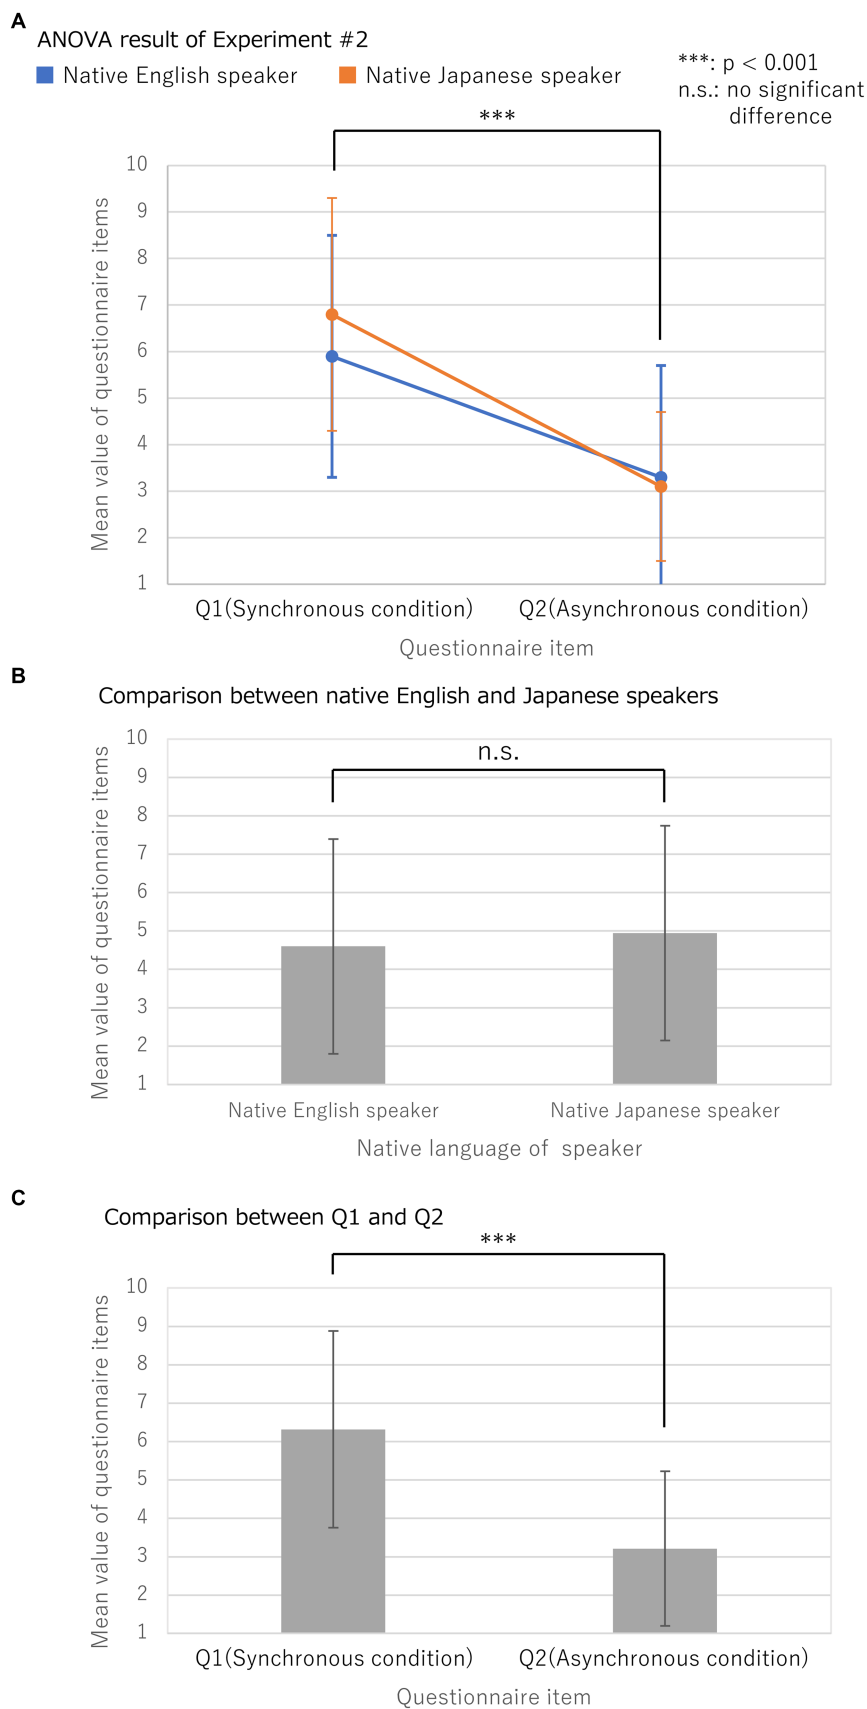 A
ANOVA result of Experiment #2
Native English speaker
Native Japanese speaker
***: p < 0.001
n.s.: no significant
difference
***
Mean value of questionnaire items
10
9
8
7
6
5
4
3
2
1
Q1(Synchronous condition)
Q2(Asynchronous condition)
Questionnaire item
B
Comparison between native English and Japanese speakers
n.s.
Mean value of questionnaire items
10
9
8
7
6
5
4
3
2
1
Native English speaker
Native Japanese speaker
Native language of speaker
C
Comparison between Q1 and Q2
***
Mean value of questionnaire items
10
9
8
7
6
5
4
3
2
1
Q1(Synchronous condition)
Q2(Asynchronous condition)
Questionnaire item